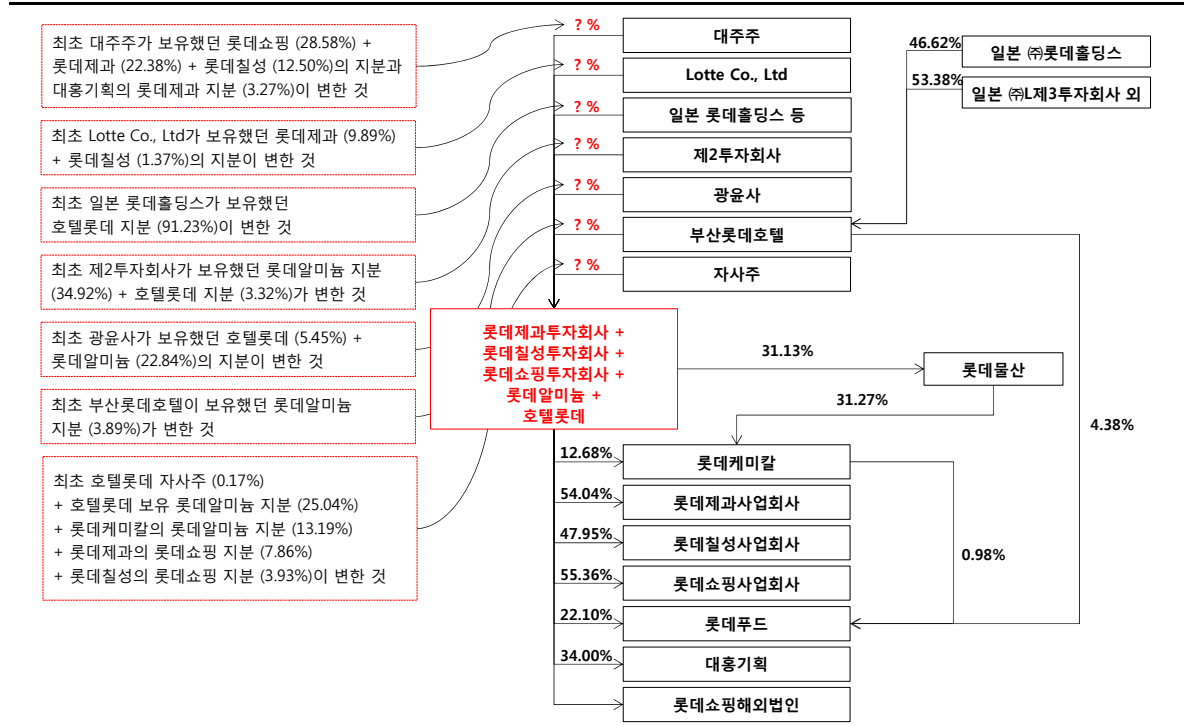 최초 대주주가 보유했던 롯데쇼핑 (28.58%) +
롯데제과 (22.38%) + 롯데칠성 (12.50%)의 지분과
대홍기획의 롯데제과 지분 (3.27%)이 변한 것
최초 Lotte Co., Ltd가 보유했던 롯데제과 (9.89%)
+ 롯데칠성 (1.37%)의 지분이 변한 것
최초 일본 롯데홀딩스가 보유했던
호텔롯데 지분 (91.23%)이 변한 것
최초 제2투자회사가 보유했던 롯데알미늄 지분
(34.92%) + 호텔롯데 지분 (3.32%)가 변한 것
최초 광윤사가 보유했던 호텔롯데 (5.45%) +
롯데알미늄 (22.84%)의 지분이 변한 것
최초 부산롯데호텔이 보유했던 롯데알미늄
지분 (3.89%)가 변한 것
최초 호텔롯데 자사주 (0.17%)
+ 호텔롯데 보유 롯데알미늄 지분 (25.04%)
+ 롯데케미칼의 롯데알미늄 지분 (13.19%)
+ 롯데제과의 롯데쇼핑 지분 (7.86%)
+ 롯데칠성의 롯데쇼핑 지분 (3.93%)이 변한 것
? %
대주주
? %
Lotte Co., Ltd
? %
일본 롯데홀딩스 등
? %
제2투자회사
? %
광윤사
? %
부산롯데호텔
? %
자사주
46.62%
일본 ㈜롯데홀딩스
53.38%
일본 ㈜L제3투자회사 외
롯데제과투자회사 +
롯데칠성투자회사 +
롯데쇼핑투자회사 +
롯데알미늄 +
호텔롯데
31.13%
롯데물산
31.27%
4.38%
12.68%
롯데케미칼
54.04%
롯데제과사업회사
47.95%
롯데칠성사업회사
0.98%
55.36%
롯데쇼핑사업회사
22.10%
롯데푸드
34.00%
대홍기획
롯데쇼핑해외법인